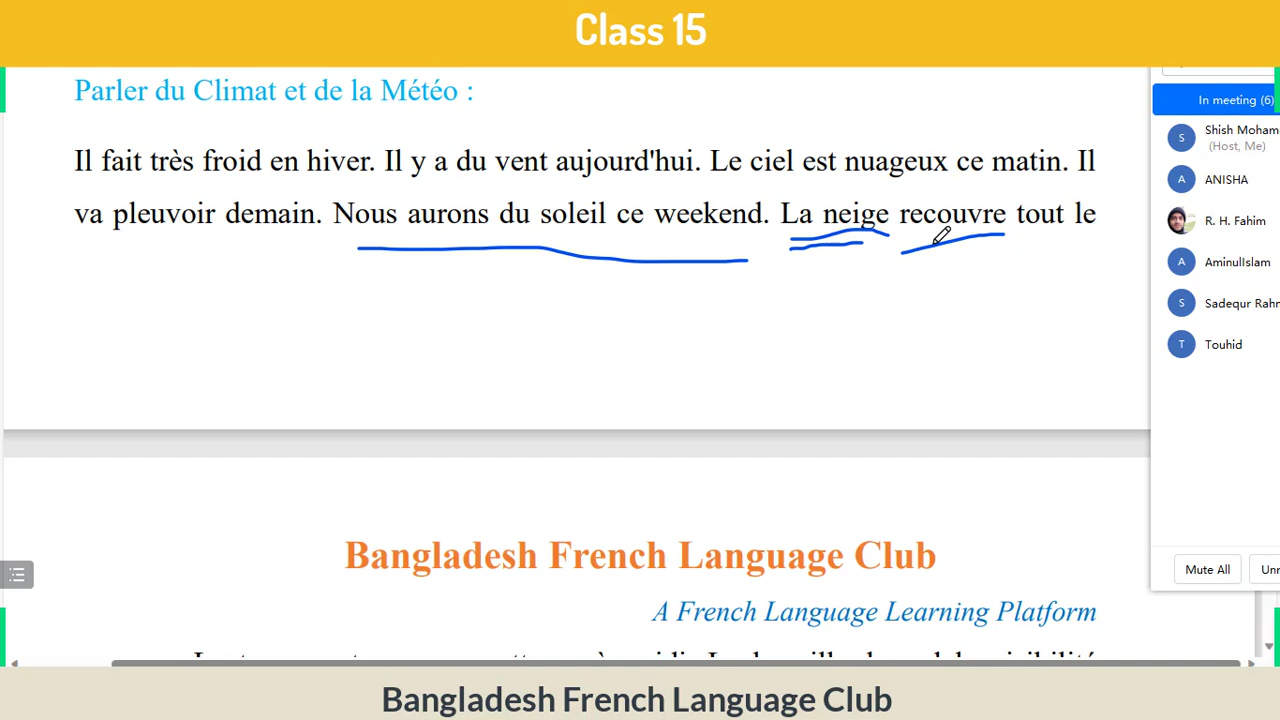 Class 15
Parler du Climat et de la Météo :
Il fait très froid en hiver. Il y a du vent aujourd'hui. Le ciel est nuageux ce matin. Il
va pleuvoir demain. Nous aurons du soleil ce weekend. La neige recouvre tout le
In meeting (6)
Shish Moham
(Host, Me)
ANISHA
R. H. Fahim
AminulIslam
Sadequr Rahr
Touhid
Mute All
Bangladesh French Language Club
A French Language Learning Platform
Bangladesh French Language Club